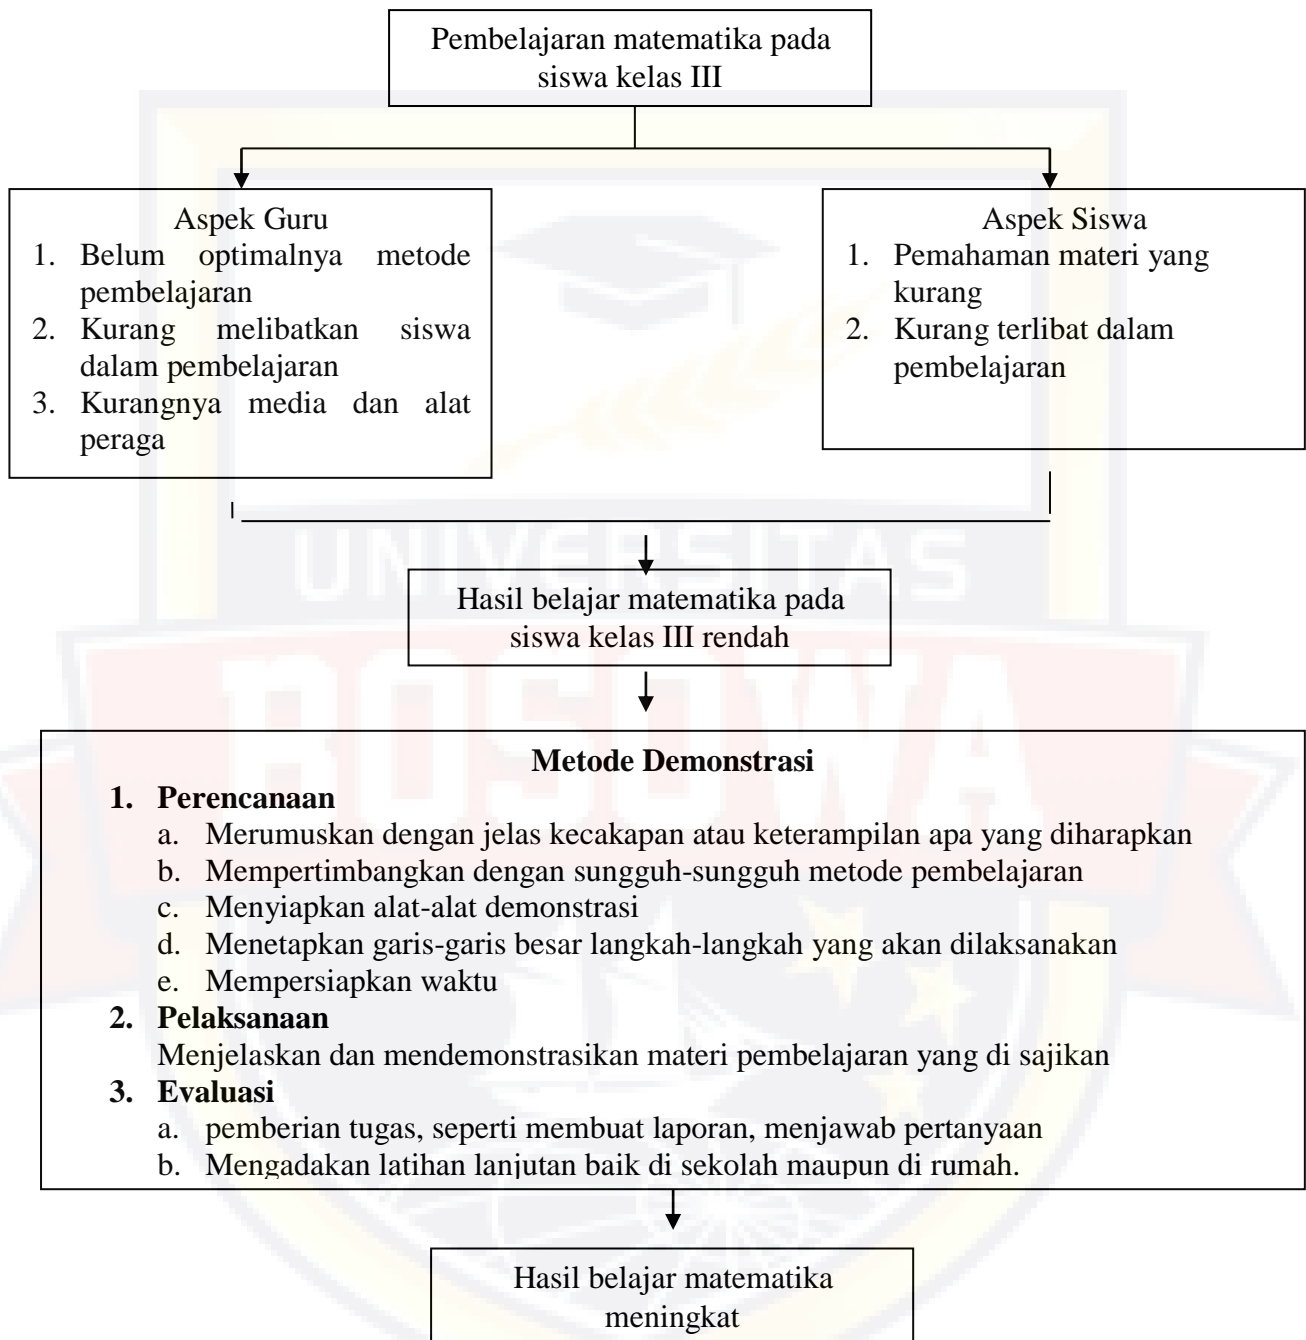 Pembelajaran matematika pada
siswa kelas III
Aspek Guru
1. Belum optimalnya metode
pembelajaran
2. Kurang melibatkan siswa
dalam pembelajaran
3. Kurangnya media dan alat
peraga
Aspek Siswa
1. Pemahaman materi yang
kurang
2. Kurang terlibat dalam
pembelajaran
UNIVERSITAS
Hasil belajar matematika pada
siswa kelas III rendah
BOSOWA
Metode Demonstrasi
1. Perencanaan
a. Merumuskan dengan jelas kecakapan atau keterampilan apa yang diharapkan
b. Mempertimbangkan dengan sungguh-sungguh metode pembelajaran
c. Menyiapkan alat-alat demonstrasi
d. Menetapkan garis-garis besar langkah-langkah yang akan dilaksanakan
e. Mempersiapkan waktu
2. Pelaksanaan
Menjelaskan dan mendemonstrasikan materi pembelajaran yang di sajikan
3. Evaluasi
a. pemberian tugas, seperti membuat laporan, menjawab pertanyaan
b. Mengadakan latihan lanjutan baik di sekolah maupun di rumah.
Hasil belajar matematika
meningkat